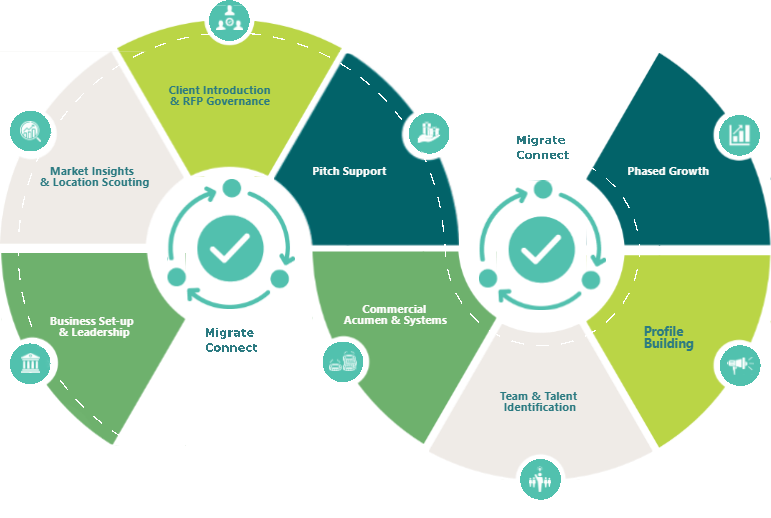 Client Introduction
& RFP Governance
Market Insights
& Location Scouting
Pitch Support
Business Set-up
& Leadership
Migrate
Connect
Commercial
Acumen & Systems
Migrate
Connect
Phased Growth
Profile
Building
Team & Talent
Identification